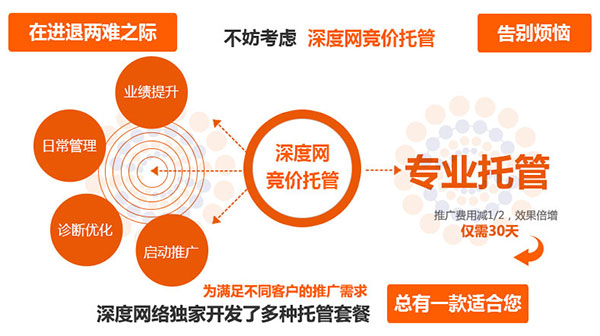 在进退两难之际
不妨考虑 深度网竞价托管
告别烦恼
业绩提升
日常管理
诊断优化
启动推广
深度网
竞价托管
专业托管
推广费用减1/2，效果倍增
仅需30天
为满足不同客户的推广需求
深度网络独家开发了多种托管套餐
总有一款适合您